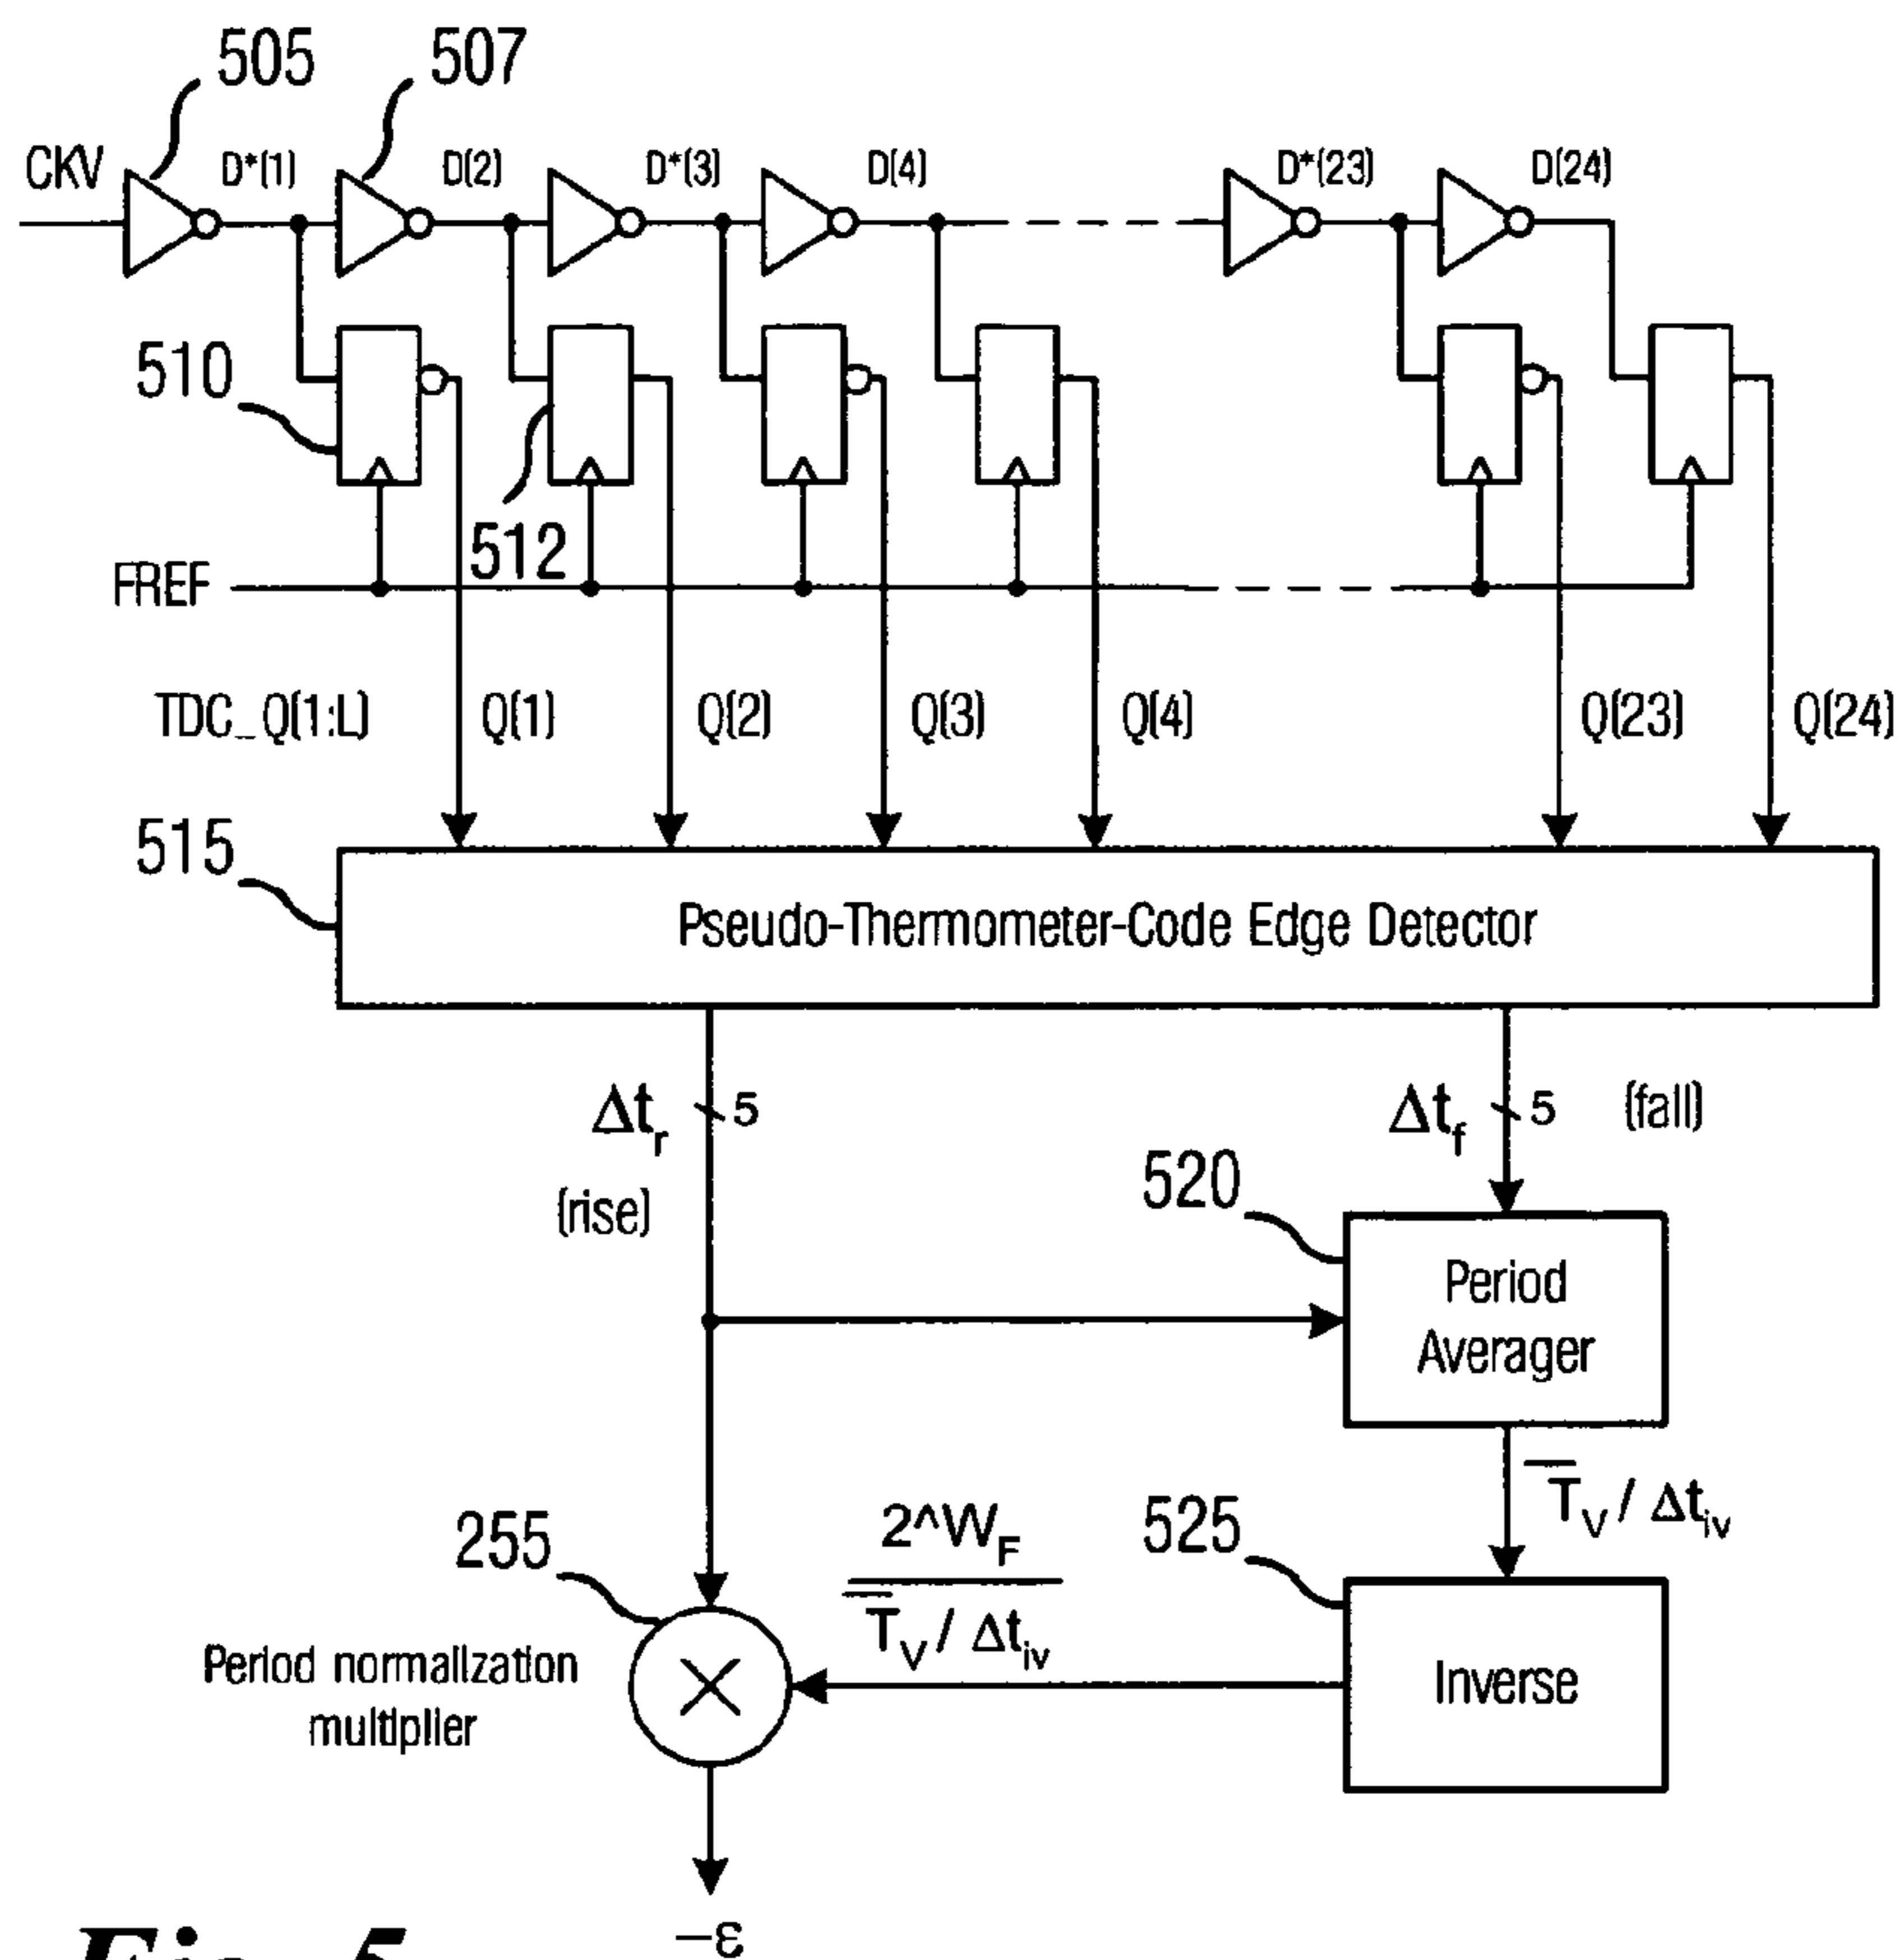 505 507
CKV D*(1) D(2) D*(3) D(4) D*(23) D(24)
510
512
FREF
TDC_Q(1:L) Q(1) Q(2) Q(3) Q(4) Q(23) Q(24)
515
Pseudo-Thermometer-Code Edge Detector
Δtr 5 Δtf 5 (fall)
(rise)
520
Period
Averager
T̅V / Δtiv
255
2^WF
T̅V / Δtiv
525
Period normalization
multiplier
Inverse
−ε
Fig. 5